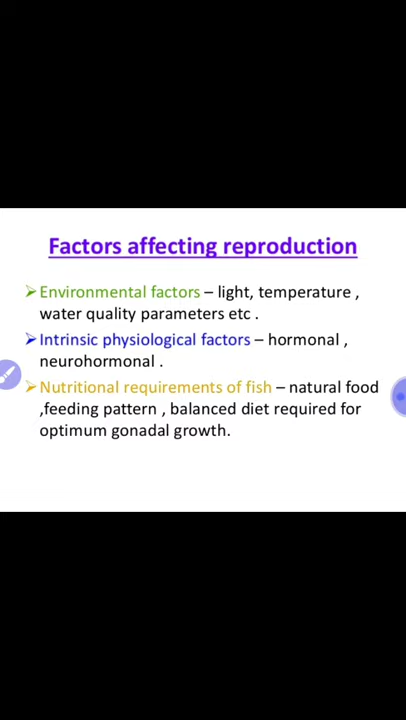 Factors affecting reproduction
➢Environmental factors – light, temperature ,
water quality parameters etc .
➢Intrinsic physiological factors – hormonal ,
neurohormonal .
➢Nutritional requirements of fish – natural food
,feeding pattern , balanced diet required for
optimum gonadal growth.